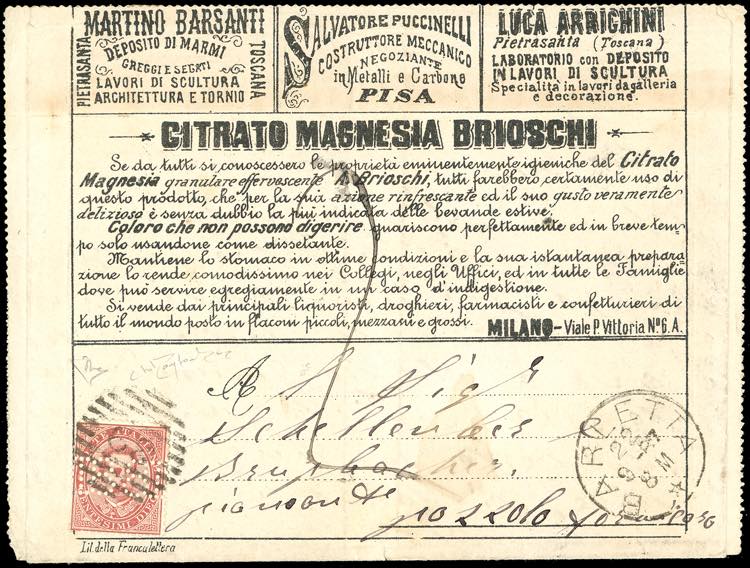 PIETRASANTA
MARTINO BARSANTI
DEPOSITO DI MARMI
GREGGI E SEGATI
LAVORI DI SCULTURA
ARCHITETTURA E TORNIO
TOSCANA
SALVATORE PUCCINELLI
COSTRUTTORE MECCANICO
NEGOZIANTE
in Metalli e Carbone
PISA
LUCA ARRIGHINI
Pietrasanta (Toscana)
LABORATORIO con DEPOSITO
IN LAVORI DI SCULTURA
Specialità in lavori da galleria
e decorazione.
CITRATO MAGNESIA BRIOSCHI
Se da tutti si conoscessero le proprietà eminentemente igieniche del Citrato
Magnesia granulare effervescente A. Brioschi, tutti farebbero certamente uso di
questo prodotto, che per la sua azione rinfrescante ed il suo gusto veramente
delizioso è senza dubbio la più indicata delle bevande estive.
Coloro che non possono digerire guariscono perfettamente ed in breve tem-
po solo usandone come dissetante.
Mantiene lo stomaco in ottime condizioni e la sua istantanea prepara-
zione lo rende comodissimo nei Collegi, negli Uffici, ed in tutte le Famiglie
dove può servire egregiamente in un caso d'indigestione.
Si vende dai principali liquoristi, droghieri, farmacisti e confetturieri di
tutto il mondo posto in flaconi piccoli, mezzani e grossi.
MILANO - Viale P. Vittoria No 6. A.
A S. Sigr
Schellender
BARLETTA
pozzolo
Lit. della Francalettera